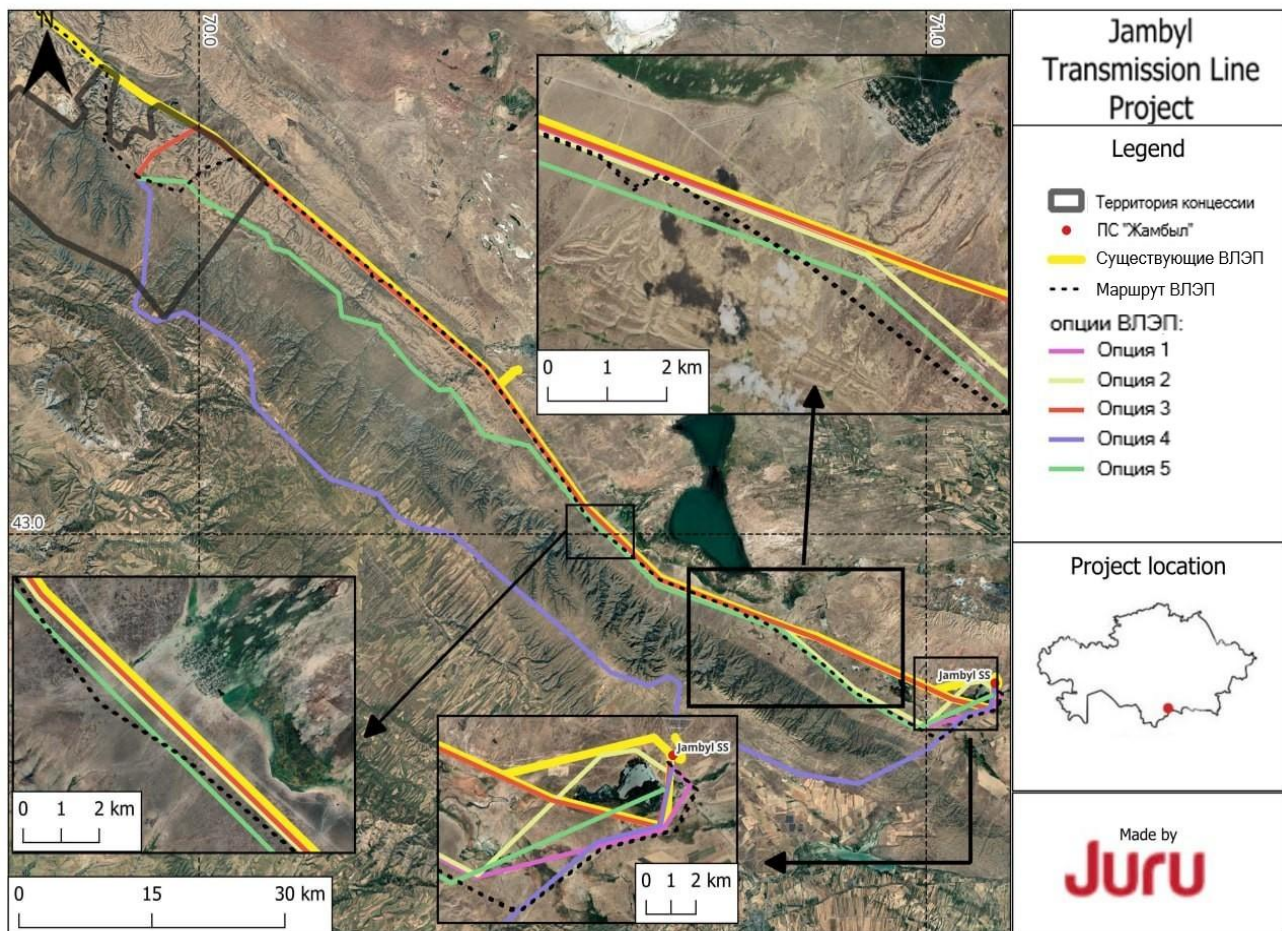 N
70.0
71.0
43.0
Jambyl SS
0 1 2 km
0 1 2 km
Jambyl SS
0 1 2 km
0 15 30 km
Jambyl
Transmission Line
Project
Legend
Территория концессии
ПС "Жамбыл"
Существующие ВЛЭП
Маршрут ВЛЭП
опции ВЛЭП:
Опция 1
Опция 2
Опция 3
Опция 4
Опция 5
Project location
Made by
Juru